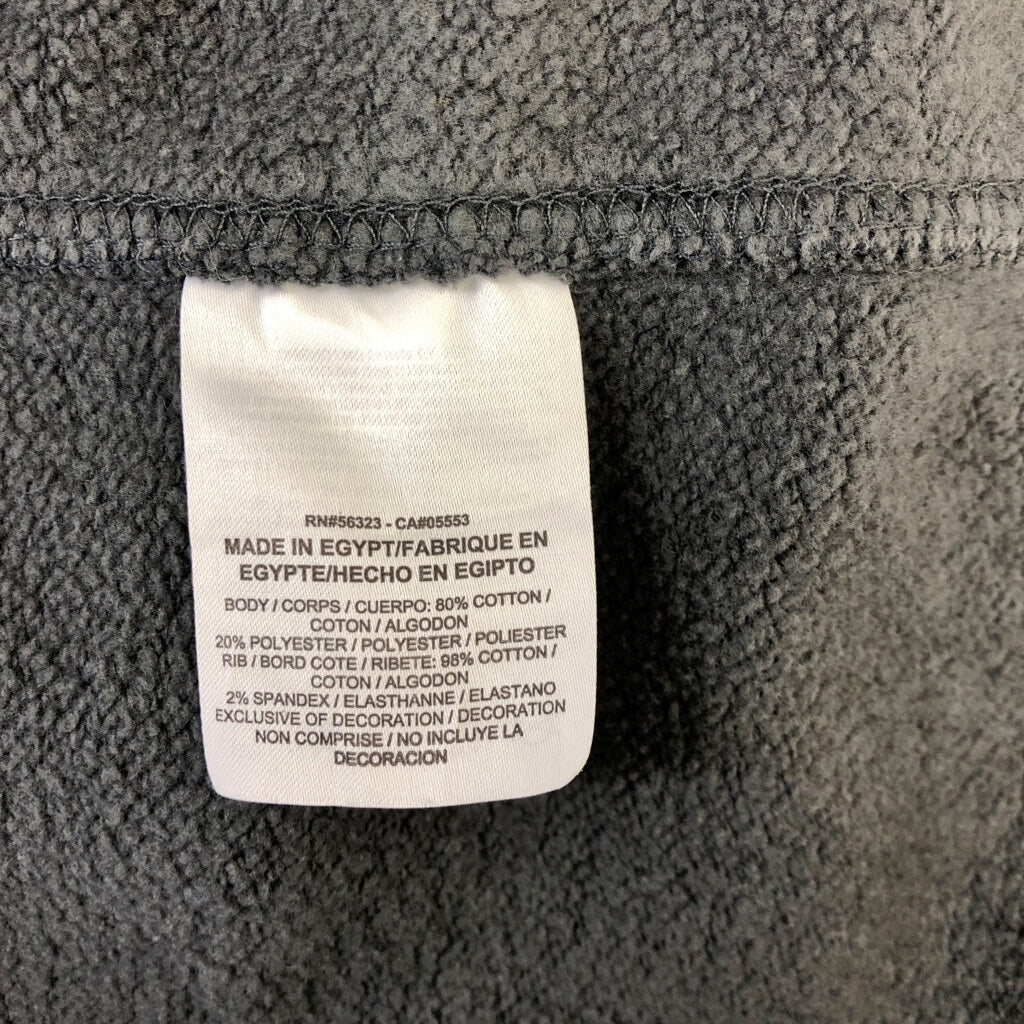 RN#56323 - CA#05553
MADE IN EGYPT/FABRIQUE EN
EGYPTE/HECHO EN EGIPTO
BODY / CORPS / CUERPO: 80% COTTON /
COTON / ALGODON
20% POLYESTER / POLYESTER / POLIESTER
RIB / BORD COTE / RIBETE: 98% COTTON /
COTON / ALGODON
2% SPANDEX / ELASTHANNE / ELASTANO
EXCLUSIVE OF DECORATION / DECORATION
NON COMPRISE / NO INCLUYE LA
DECORACION